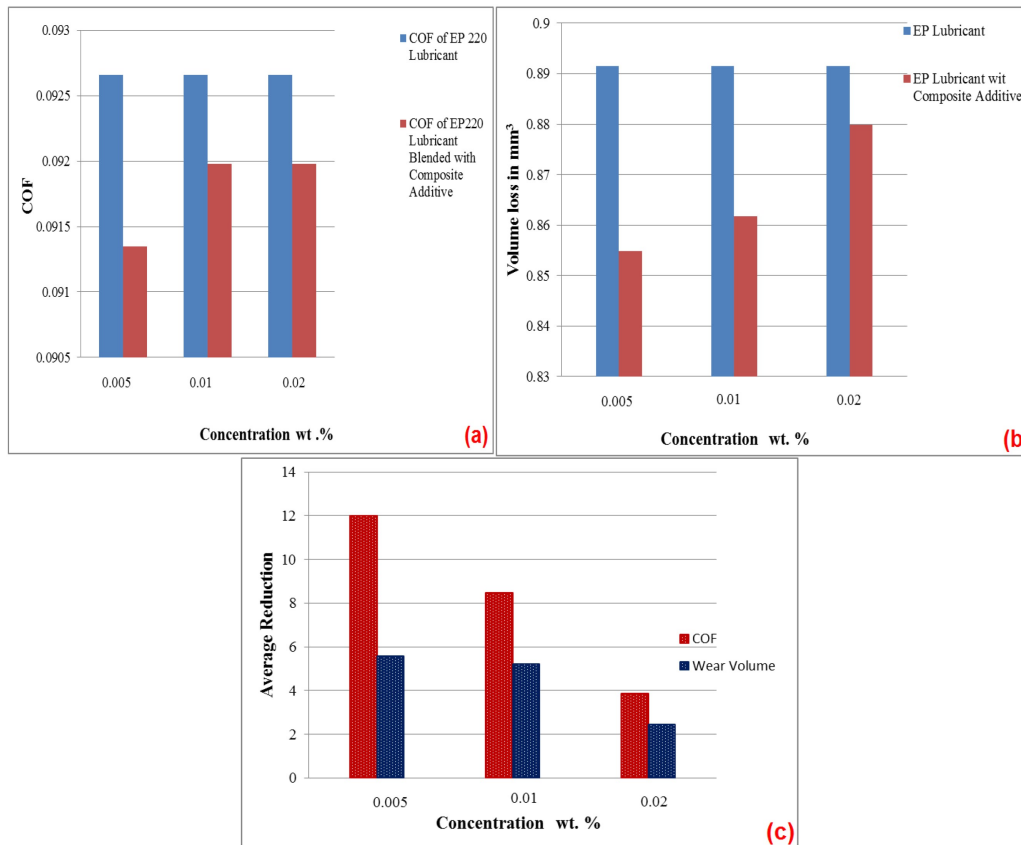 0.093
0.0925
0.092
0.0915
0.091
0.0905
COF
0.005 0.01 0.02
Concentration wt .%
COF of EP 220
Lubricant
COF of EP220
Lubricant
Blended with
Composite
Additive
(a)
0.9
0.89
0.88
0.87
0.86
0.85
0.84
0.83
Volume loss in mm³
0.005 0.01 0.02
Concentration wt. %
EP Lubricant
EP Lubricant wit
Composite Additive
(b)
14
12
10
8
6
4
2
0
Average Reduction
0.005 0.01 0.02
Concentration wt. %
COF
Wear Volume
(c)